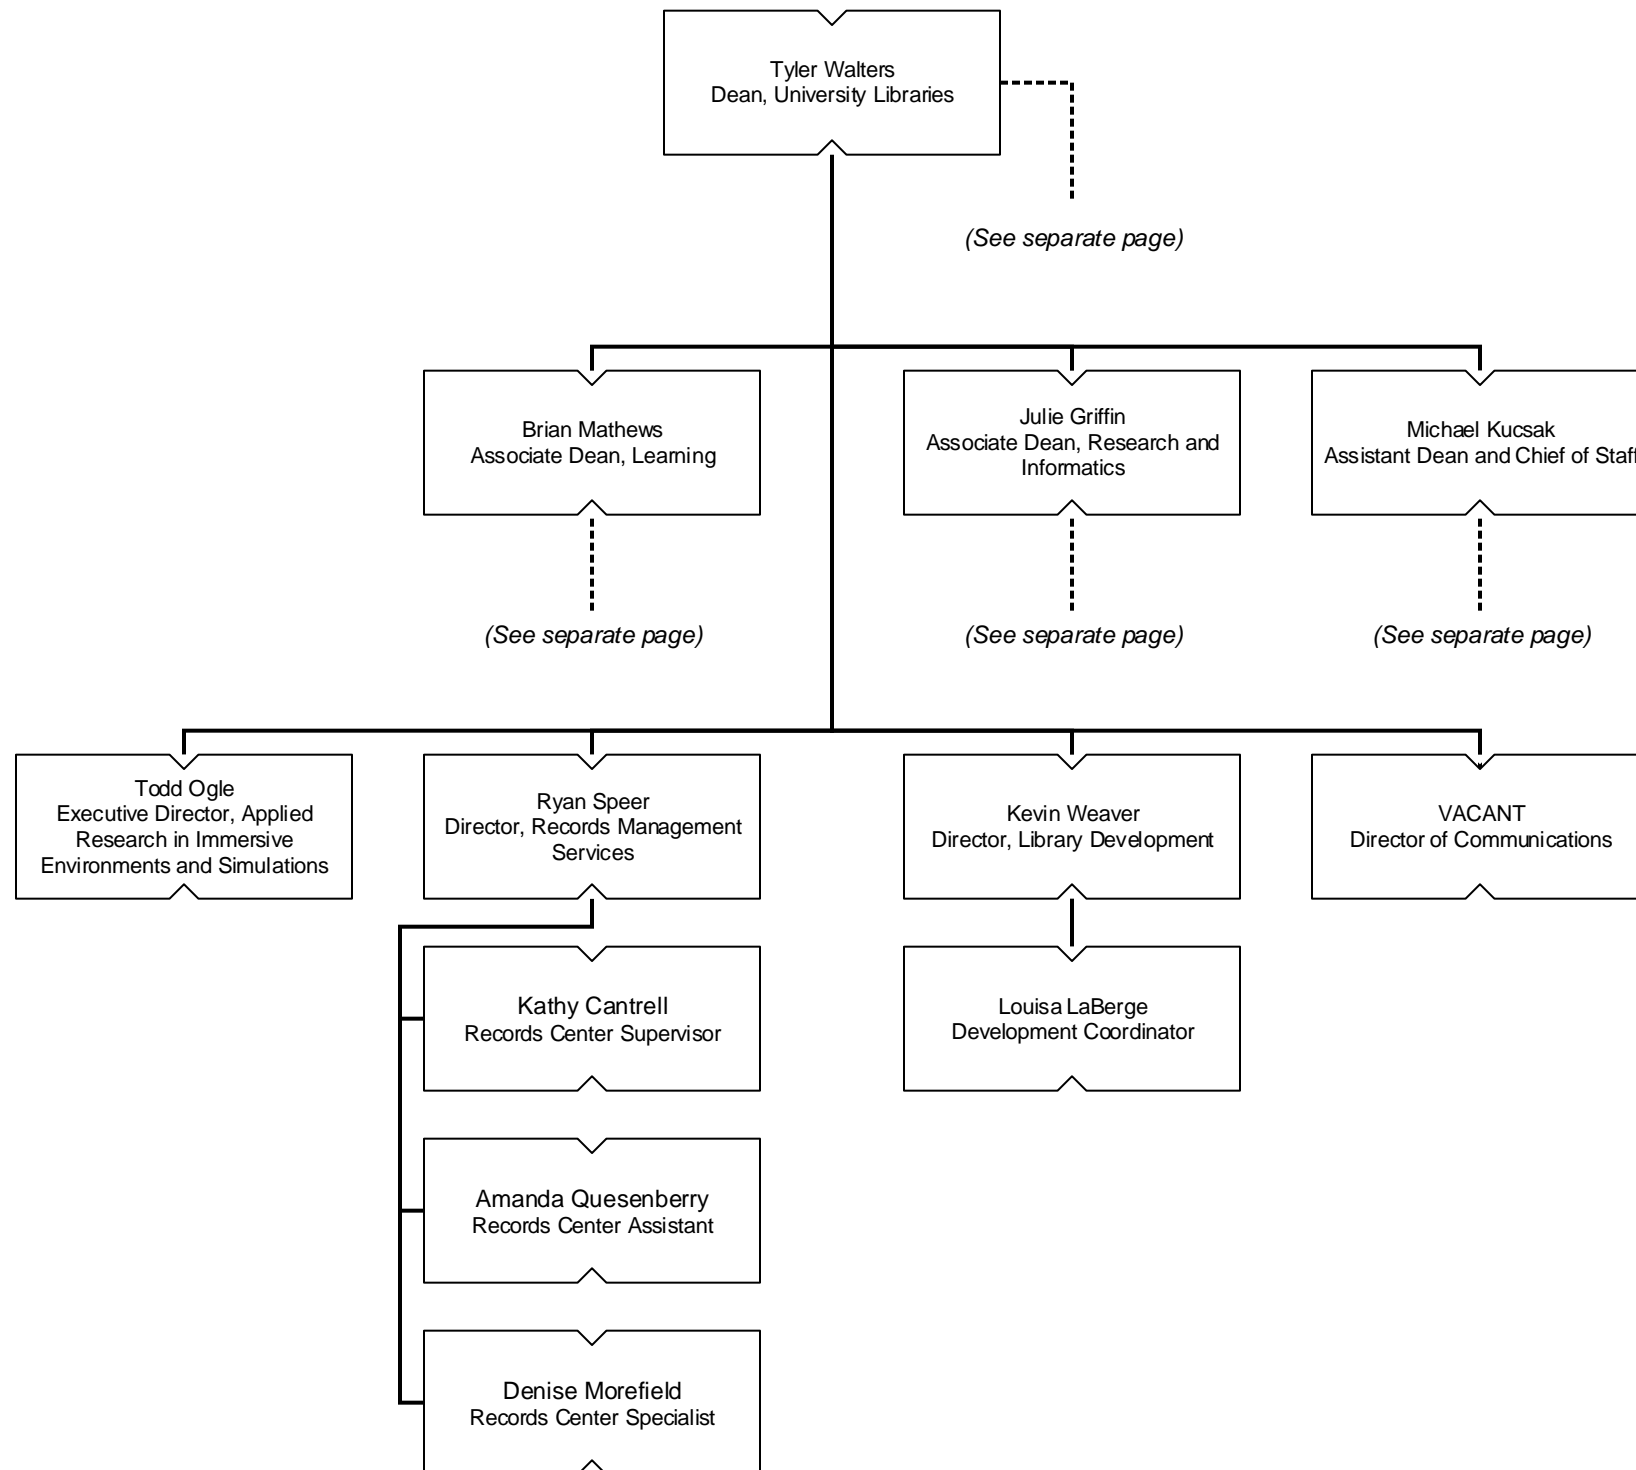 Tyler Walters
Dean, University Libraries
(See separate page)
Brian Mathews
Associate Dean, Learning
Julie Griffin
Associate Dean, Research and
Informatics
Michael Kucsak
Assistant Dean and Chief of Staff
(See separate page)
(See separate page)
(See separate page)
Todd Ogle
Executive Director, Applied
Research in Immersive
Environments and Simulations
Ryan Speer
Director, Records Management
Services
Kevin Weaver
Director, Library Development
VACANT
Director of Communications
Kathy Cantrell
Records Center Supervisor
Louisa LaBerge
Development Coordinator
Amanda Quesenberry
Records Center Assistant
Denise Morefield
Records Center Specialist